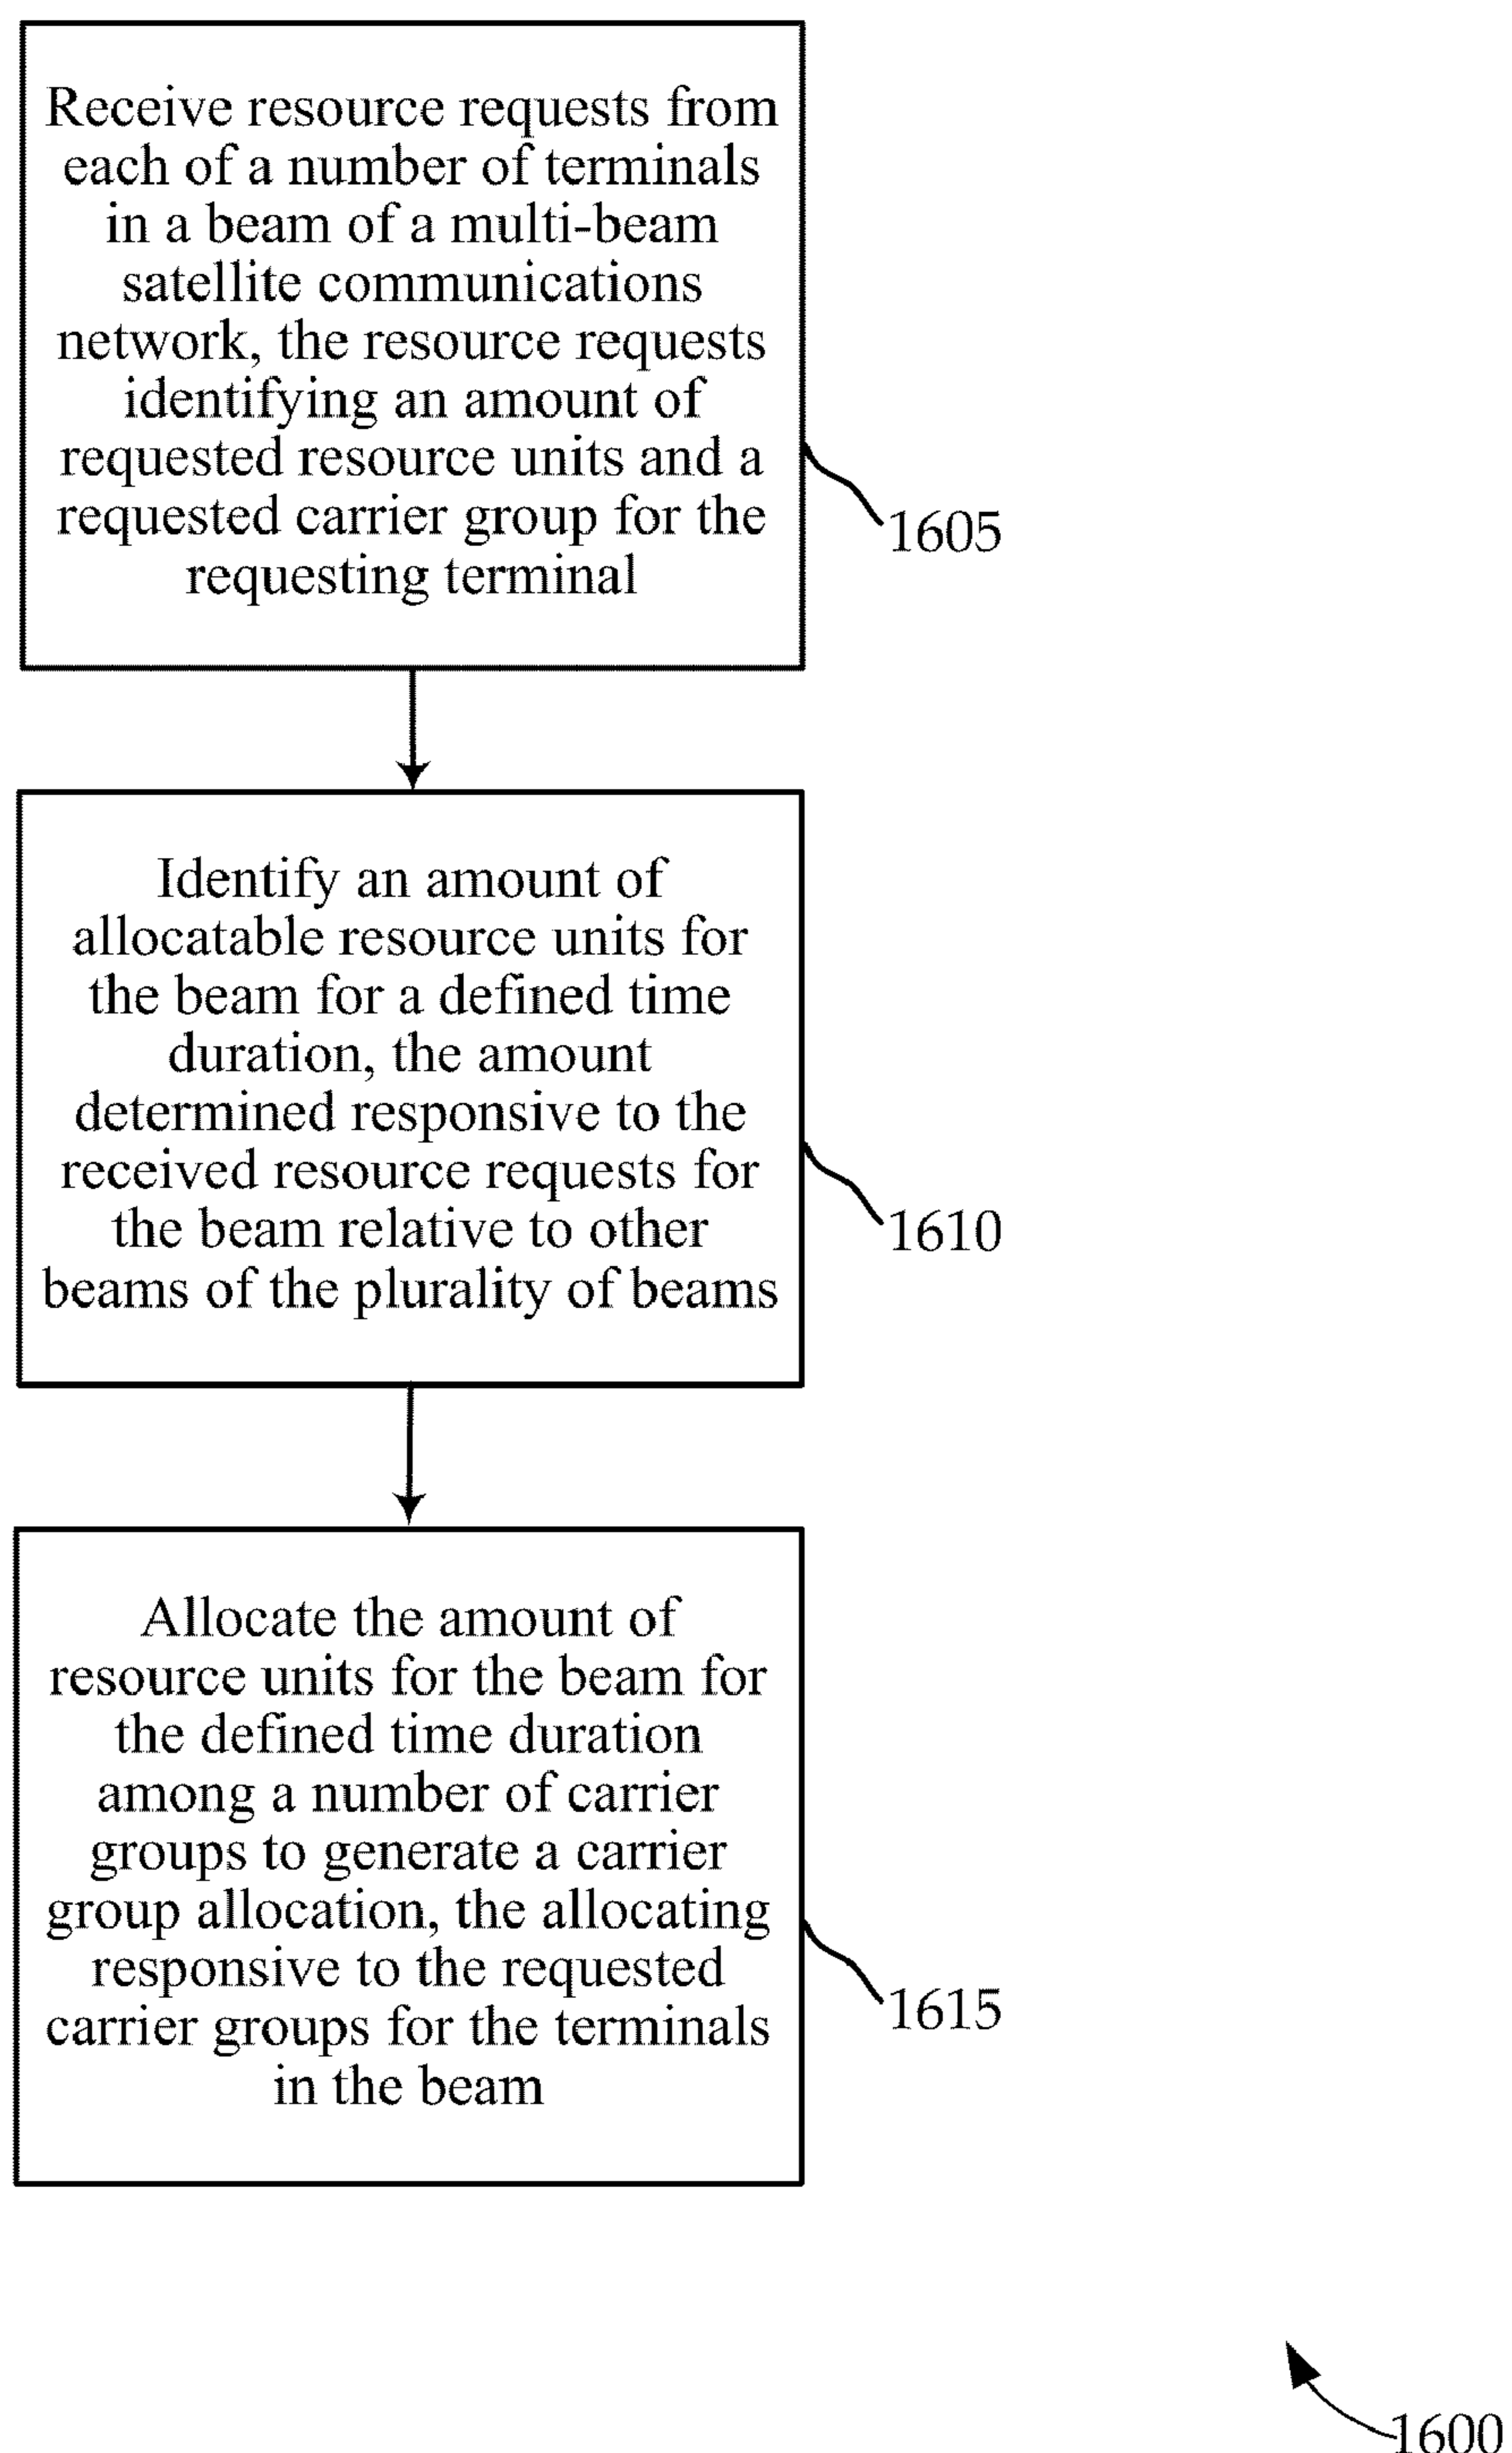 Receive resource requests from
each of a number of terminals
in a beam of a multi-beam
satellite communications
network, the resource requests
identifying an amount of
requested resource units and a
requested carrier group for the
requesting terminal
1605
Identify an amount of
allocatable resource units for
the beam for a defined time
duration, the amount
determined responsive to the
received resource requests for
the beam relative to other
beams of the plurality of beams
1610
Allocate the amount of
resource units for the beam for
the defined time duration
among a number of carrier
groups to generate a carrier
group allocation, the allocating
responsive to the requested
carrier groups for the terminals
in the beam
1615
1600